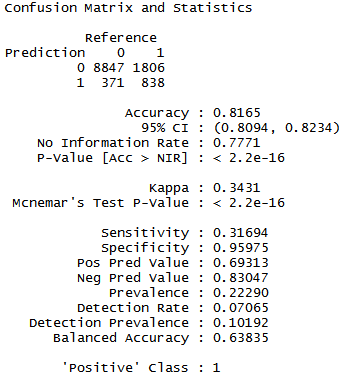 Confusion Matrix and Statistics
Reference
Prediction 0 1
0 8847 1806
1 371 838
Accuracy : 0.8165
95% CI : (0.8094, 0.8234)
No Information Rate : 0.7771
P-Value [Acc > NIR] : < 2.2e-16
Kappa : 0.3431
Mcnemar's Test P-Value : < 2.2e-16
Sensitivity : 0.31694
Specificity : 0.95975
Pos Pred Value : 0.69313
Neg Pred Value : 0.83047
Prevalence : 0.22290
Detection Rate : 0.07065
Detection Prevalence : 0.10192
Balanced Accuracy : 0.63835
'Positive' Class : 1